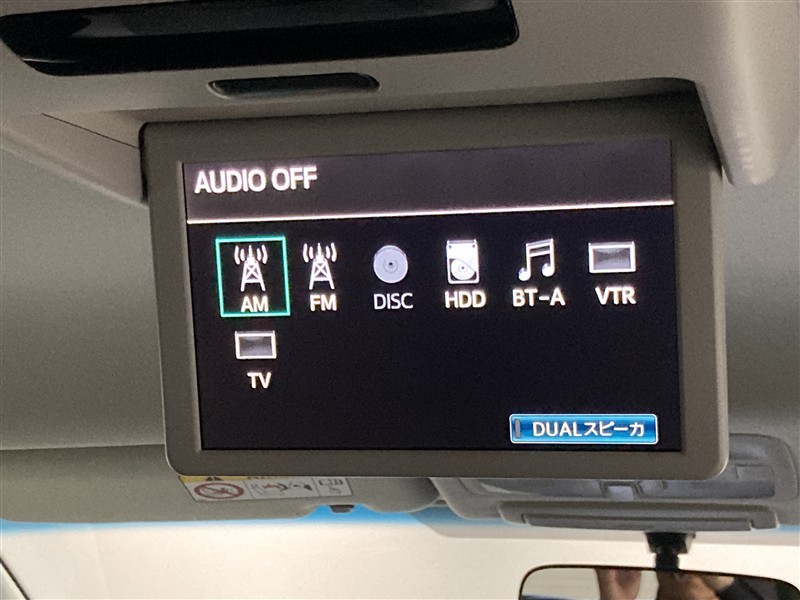 AUDIO OFF
AM FM DISC HDD BT-A VTR
TV
DUALスピーカ